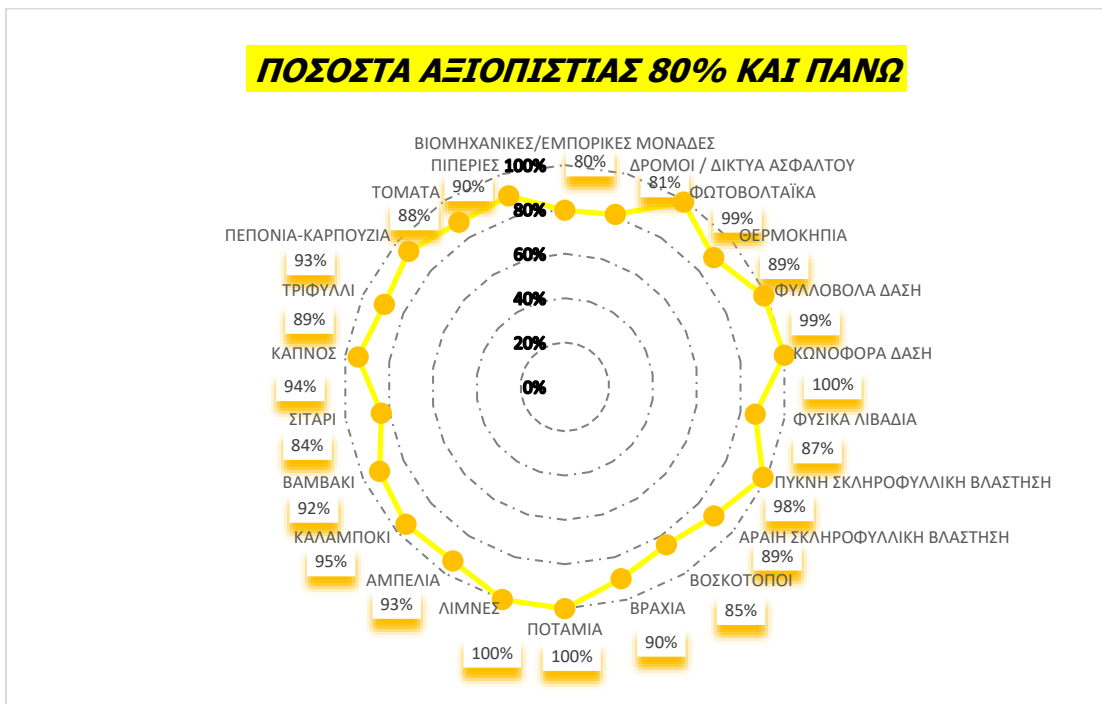 ΠΟΣΟΣΤΑ ΑΞΙΟΠΙΣΤΙΑΣ 80% ΚΑΙ ΠΑΝΩ
ΒΙΟΜΗΧΑΝΙΚΕΣ/ΕΜΠΟΡΙΚΕΣ ΜΟΝΑΔΕΣ
80%
ΔΡΟΜΟΙ / ΔΙΚΤΥΑ ΑΣΦΑΛΤΟΥ
81%
ΦΩΤΟΒΟΛΤΑΪΚΑ
99%
ΘΕΡΜΟΚΗΠΙΑ
89%
ΦΥΛΛΟΒΟΛΑ ΔΑΣΗ
99%
ΚΩΝΟΦΟΡΑ ΔΑΣΗ
100%
ΦΥΣΙΚΑ ΛΙΒΑΔΙΑ
87%
ΠΥΚΝΗ ΣΚΛΗΡΟΦΥΛΛΙΚΗ ΒΛΑΣΤΗΣΗ
98%
ΑΡΑΙΗ ΣΚΛΗΡΟΦΥΛΛΙΚΗ ΒΛΑΣΤΗΣΗ
89%
ΒΟΣΚΟΤΟΠΟΙ
85%
ΒΡΑΧΙΑ
90%
ΠΟΤΑΜΙΑ
100%
ΛΙΜΝΕΣ
100%
ΑΜΠΕΛΙΑ
93%
ΚΑΛΑΜΠΟΚΙ
95%
ΒΑΜΒΑΚΙ
92%
ΣΙΤΑΡΙ
84%
ΚΑΠΝΟΣ
94%
ΤΡΙΦΥΛΛΙ
89%
ΠΕΠΟΝΙΑ-ΚΑΡΠΟΥΖΙΑ
93%
ΤΟΜΑΤΑ
88%
ΠΙΠΕΡΙΕΣ
90%
100%
80%
60%
40%
20%
0%